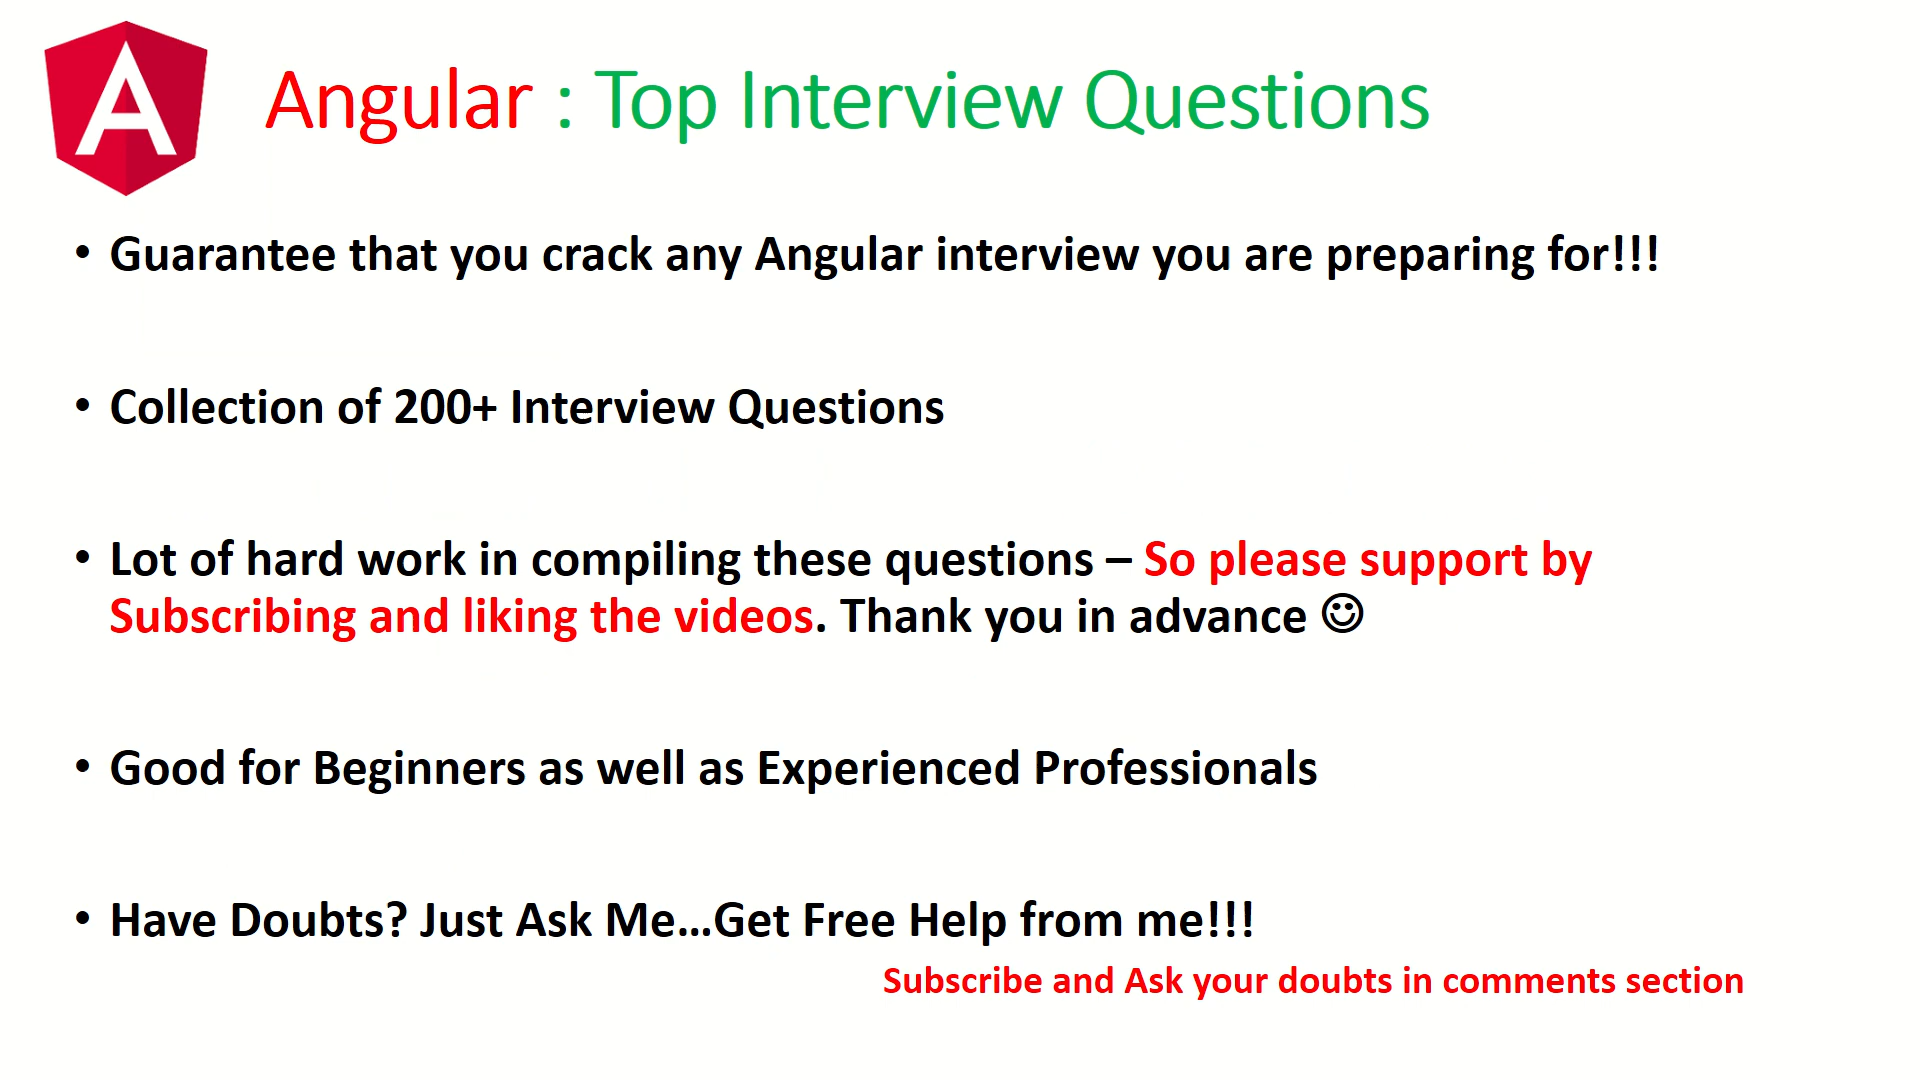 Angular : Top Interview Questions
• Guarantee that you crack any Angular interview you are preparing for!!!
• Collection of 200+ Interview Questions
• Lot of hard work in compiling these questions – So please support by
Subscribing and liking the videos. Thank you in advance ☺
• Good for Beginners as well as Experienced Professionals
• Have Doubts? Just Ask Me...Get Free Help from me!!!
Subscribe and Ask your doubts in comments section